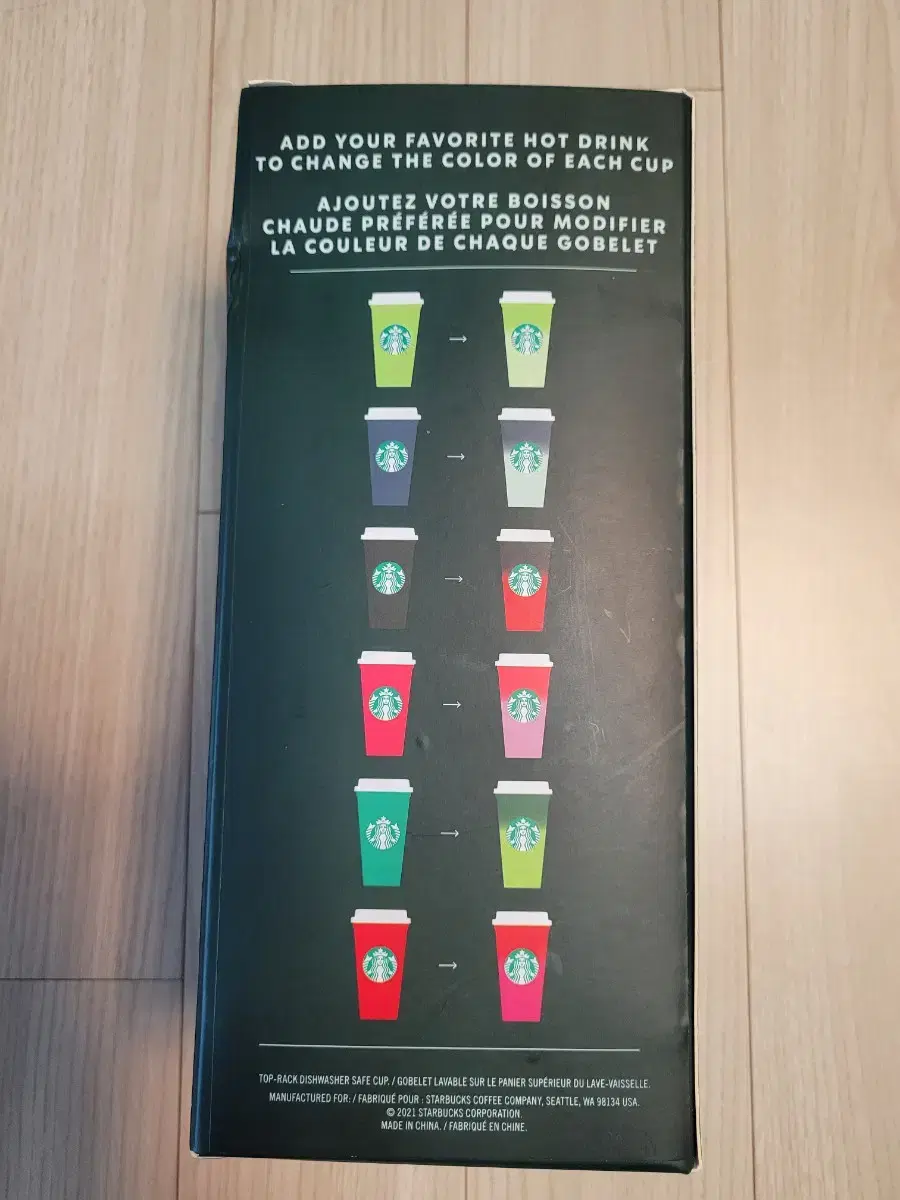 ADD YOUR FAVORITE HOT DRINK
TO CHANGE THE COLOR OF EACH CUP
AJOUTEZ VOTRE BOISSON
CHAUDE PRÉFÉRÉE POUR MODIFIER
LA COULEUR DE CHAQUE GOBELET
TOP-RACK DISHWASHER SAFE CUP. / GOBELET LAVABLE SUR LE PANIER SUPÉRIEUR DU LAVE-VAISSELLE.
MANUFACTURED FOR: / FABRIQUÉ POUR : STARBUCKS COFFEE COMPANY, SEATTLE, WA 98134 USA.
© 2021 STARBUCKS CORPORATION.
MADE IN CHINA. / FABRIQUÉ EN CHINE.